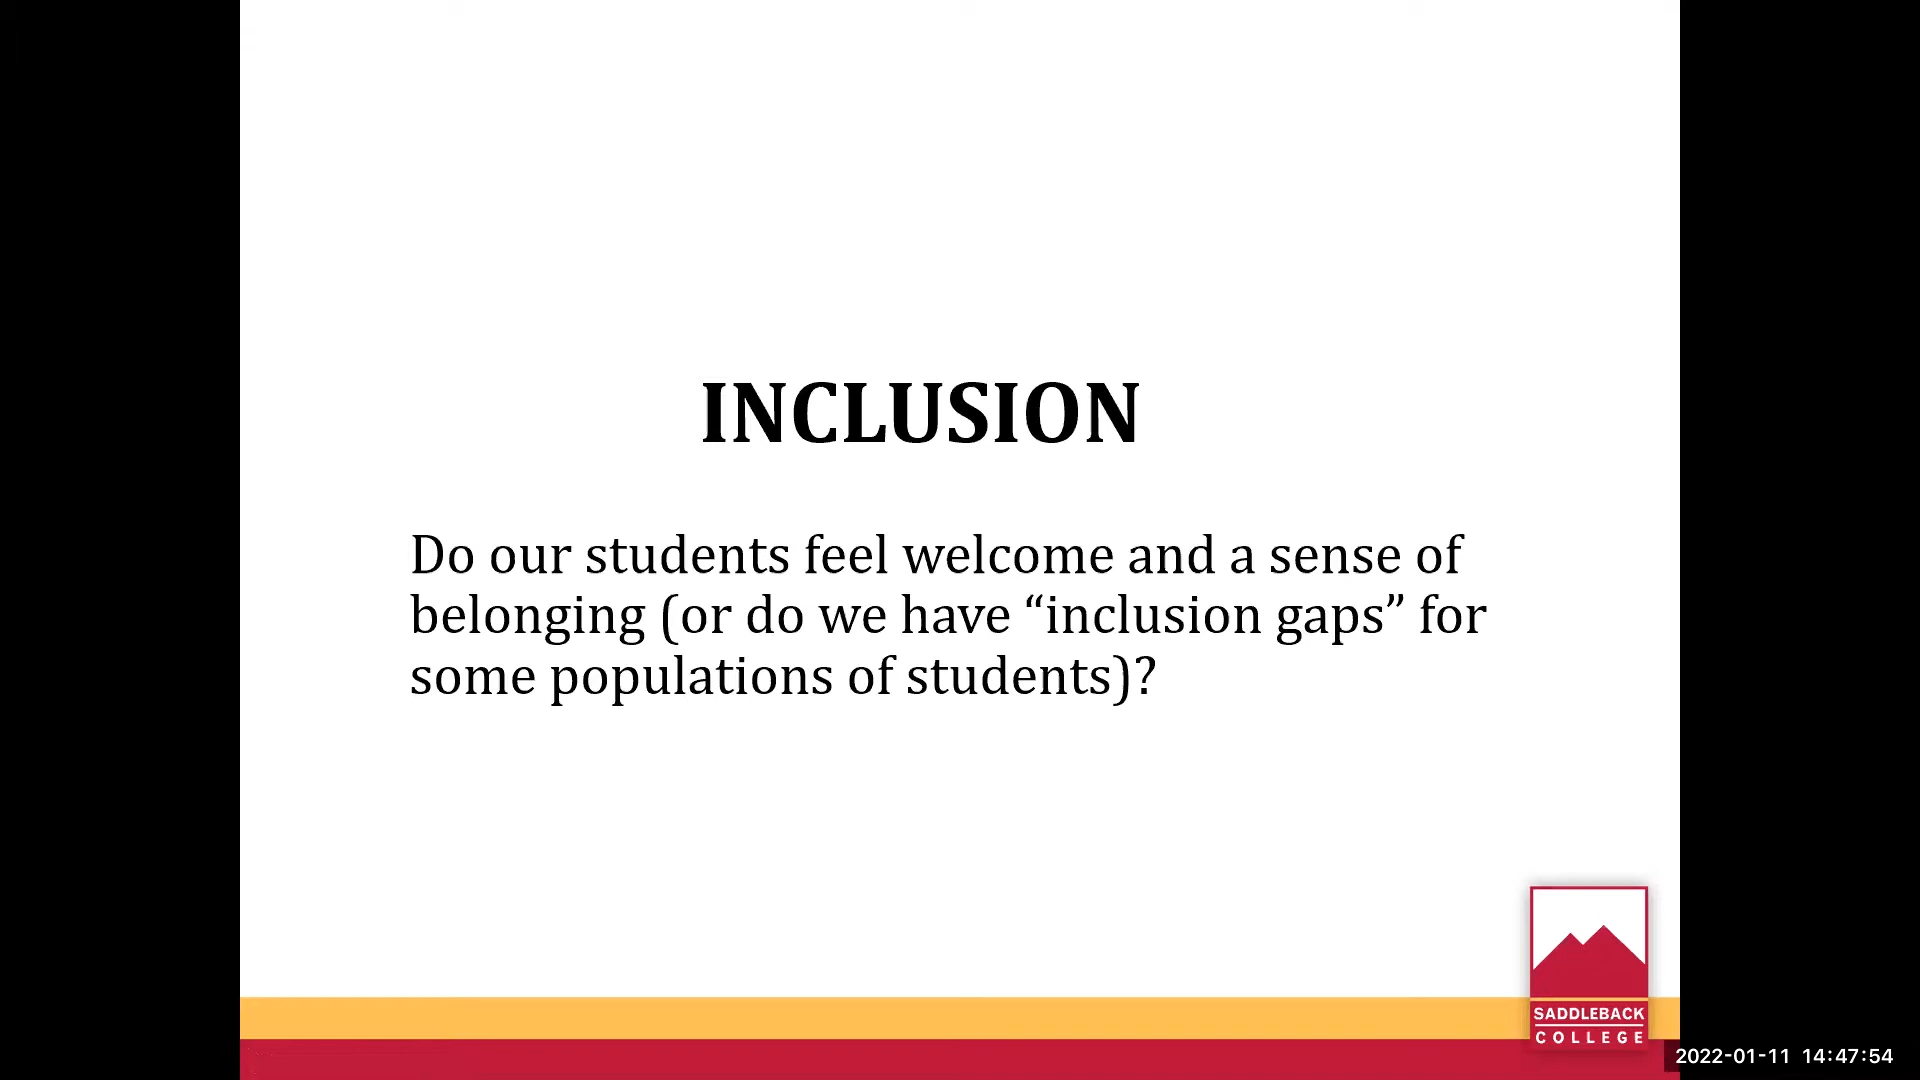 INCLUSION
Do our students feel welcome and a sense of
belonging (or do we have “inclusion gaps” for
some populations of students)?
SADDLEBACK
COLLEGE
2022-01-11 14:47:54